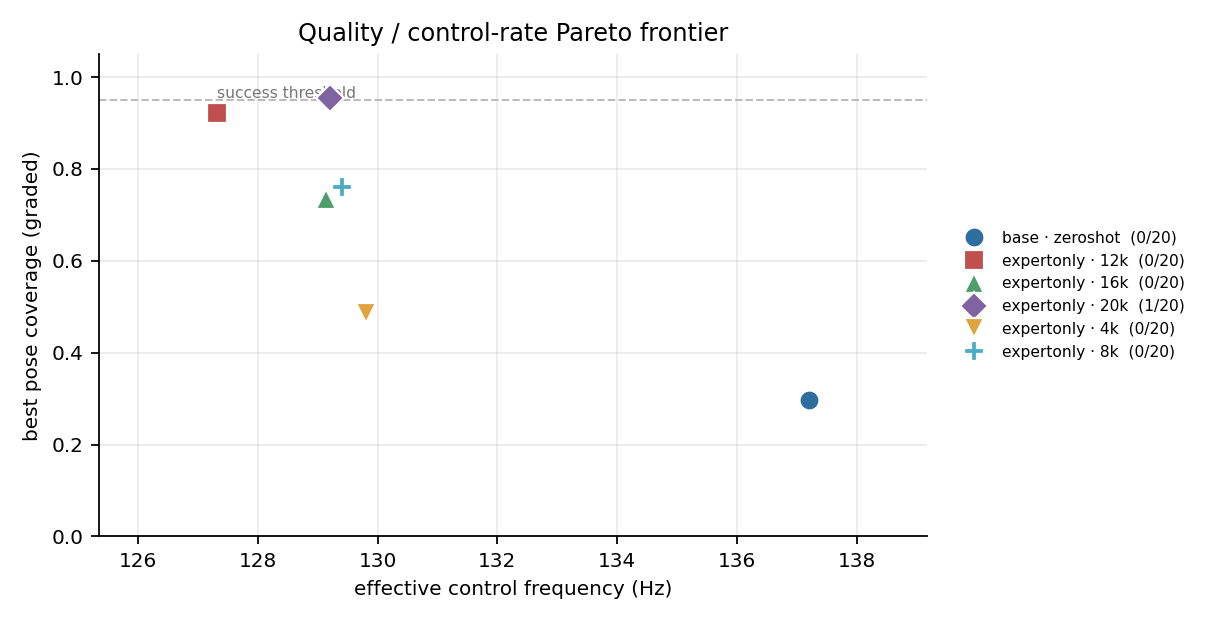 Quality / control-rate Pareto frontier
success threshold
1.0
0.8
0.6
0.4
0.2
0.0
best pose coverage (graded)
126 128 130 132 134 136 138
effective control frequency (Hz)
base · zeroshot (0/20)
expertonly · 12k (0/20)
expertonly · 16k (0/20)
expertonly · 20k (1/20)
expertonly · 4k (0/20)
expertonly · 8k (0/20)